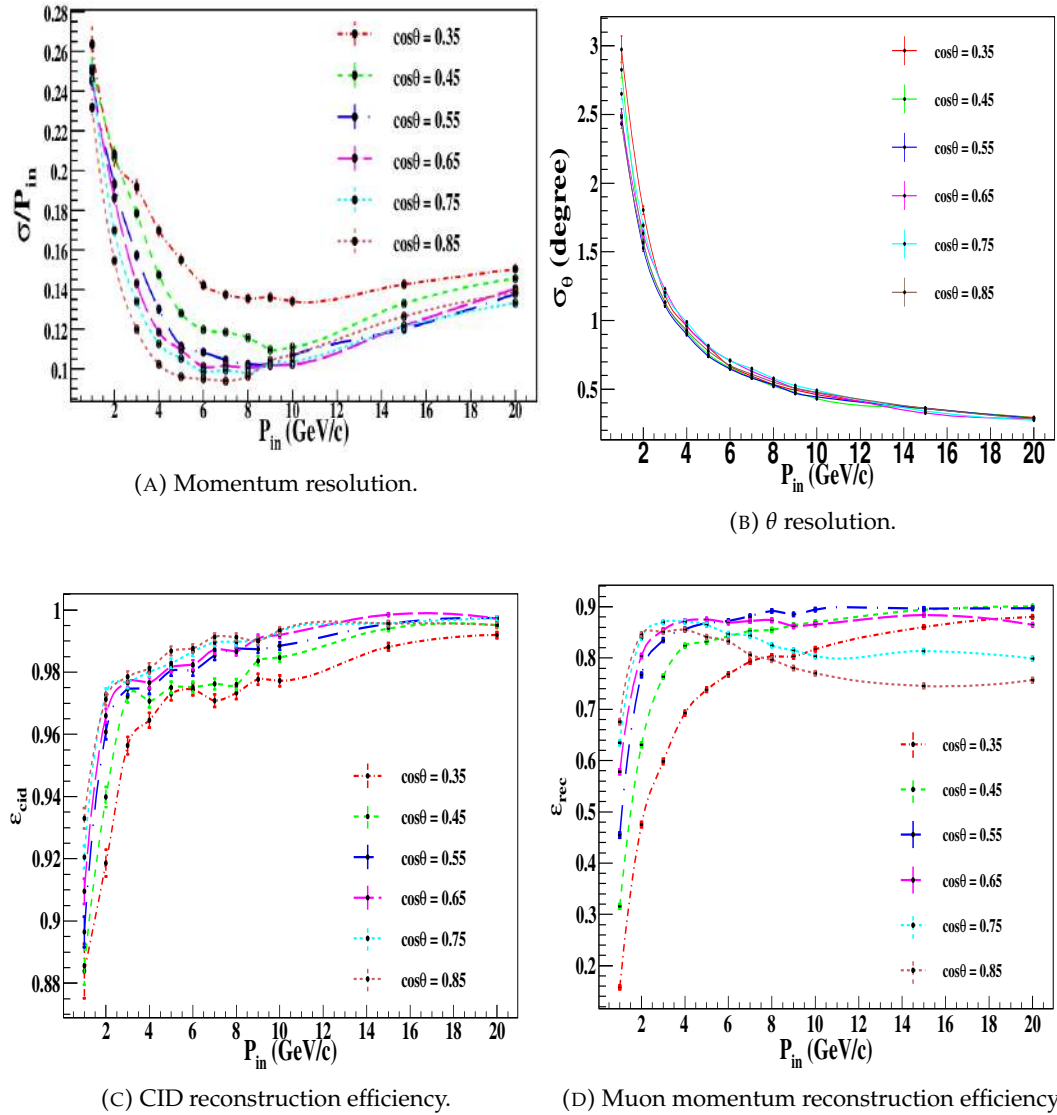 0.28
0.26
0.24
0.22
0.2
0.18
0.16
0.14
0.12
0.1
σ/P_in
cosθ = 0.35
cosθ = 0.45
cosθ = 0.55
cosθ = 0.65
cosθ = 0.75
cosθ = 0.85
2 4 6 8 10 12 14 16 18 20
P_in (GeV/c)
(A) Momentum resolution.
3
2.5
2
1.5
1
0.5
σ_θ (degree)
cosθ = 0.35
cosθ = 0.45
cosθ = 0.55
cosθ = 0.65
cosθ = 0.75
cosθ = 0.85
2 4 6 8 10 12 14 16 18 20
P_in (GeV/c)
(B) θ resolution.
1
0.98
0.96
0.94
0.92
0.9
0.88
ε_cid
cosθ = 0.35
cosθ = 0.45
cosθ = 0.55
cosθ = 0.65
cosθ = 0.75
cosθ = 0.85
2 4 6 8 10 12 14 16 18 20
P_in (GeV/c)
(C) CID reconstruction efficiency.
0.9
0.8
0.7
0.6
0.5
0.4
0.3
0.2
ε_rec
cosθ = 0.35
cosθ = 0.45
cosθ = 0.55
cosθ = 0.65
cosθ = 0.75
cosθ = 0.85
2 4 6 8 10 12 14 16 18 20
P_in (GeV/c)
(D) Muon momentum reconstruction efficiency